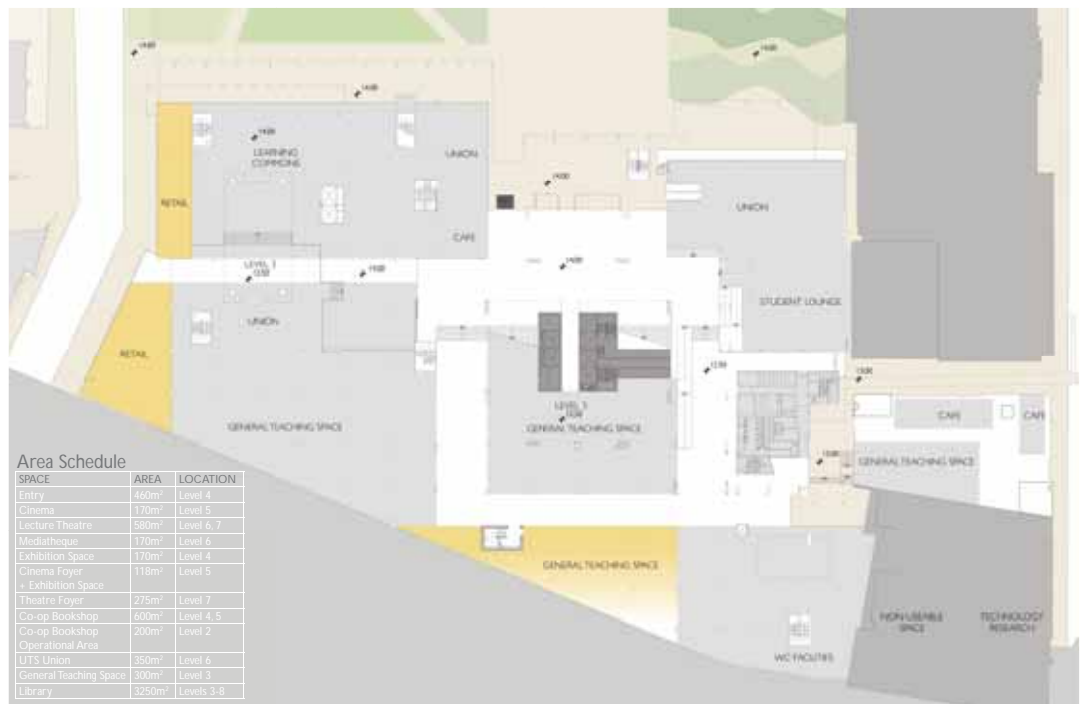 LEARNING
COMMONS
UNION
RETAIL
CAFE
UNION
LEVEL 3
UNION
STUDENT LOUNGE
RETAIL
LEVEL 3
GENERAL TEACHING SPACE
GENERAL TEACHING SPACE
CAFE
CAFE
GENERAL TEACHING SPACE
GENERAL TEACHING SPACE
NON USEABLE
SPACE
TECHNOLOGY
RESEARCH
WC FACILITIES
Area Schedule
SPACE AREA LOCATION
Entry 460m² Level 4
Cinema 170m² Level 5
Lecture Theatre 580m² Level 6, 7
Mediatheque 170m² Level 6
Exhibition Space 170m² Level 4
Cinema Foyer 118m² Level 5
+ Exhibition Space
Theatre Foyer 275m² Level 7
Co-op Bookshop 600m² Level 4, 5
Co-op Bookshop 200m² Level 2
Operational Area
UTS Union 350m² Level 6
General Teaching Space 300m² Level 3
Library 3250m² Levels 3-8